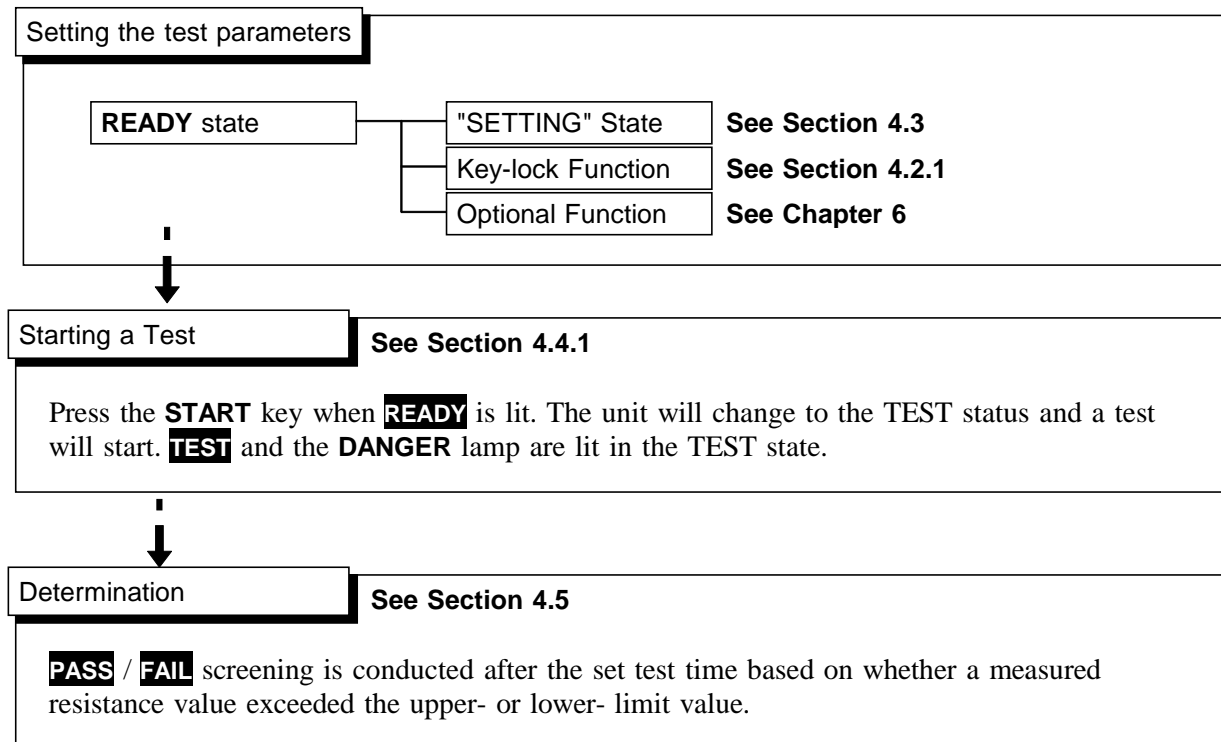 Setting the test parameters
READY state
"SETTING" State See Section 4.3
Key-lock Function See Section 4.2.1
Optional Function See Chapter 6
Starting a Test
See Section 4.4.1
Press the START key when READY is lit. The unit will change to the TEST status and a test
will start. TEST and the DANGER lamp are lit in the TEST state.
Determination
See Section 4.5
PASS / FAIL screening is conducted after the set test time based on whether a measured
resistance value exceeded the upper- or lower- limit value.